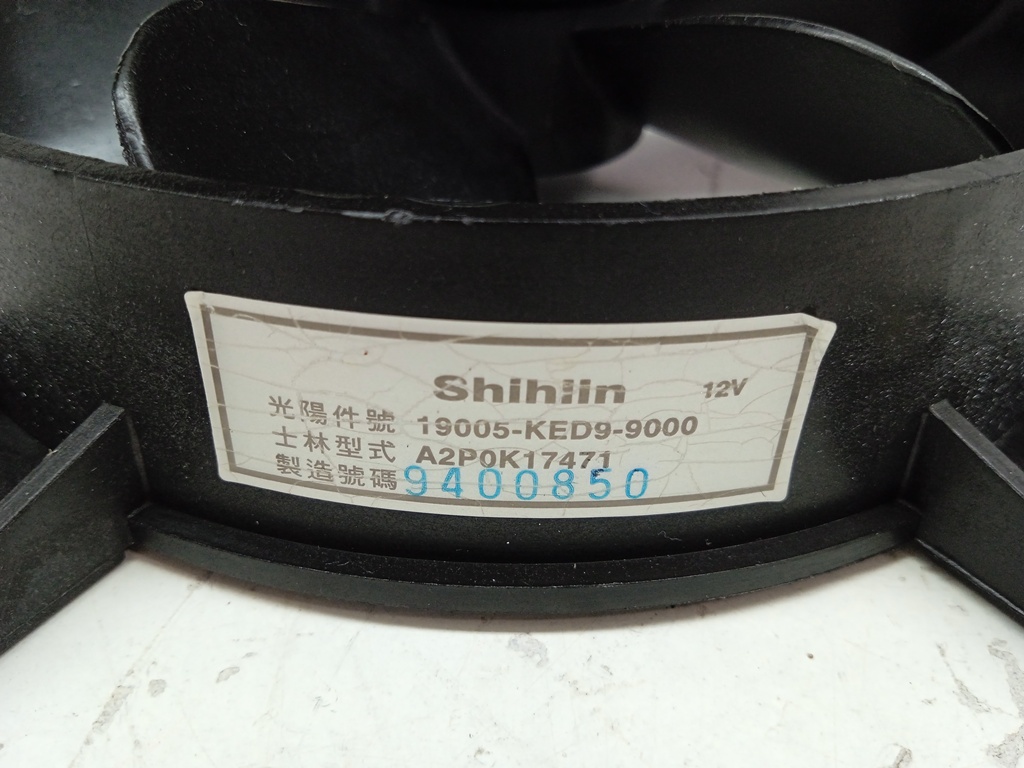 Shihlin 12V
光陽件號 19005-KED9-9000
士林型式 A2P0K17471
製造號碼 9400850